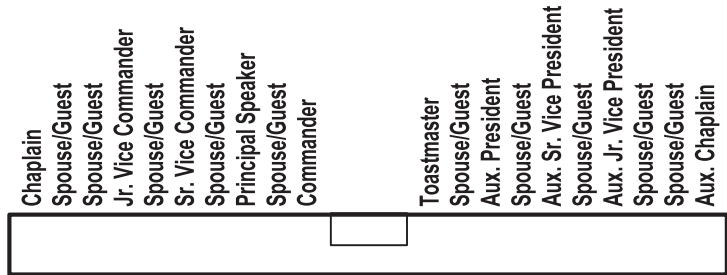 Chaplain
Spouse/Guest
Spouse/Guest
Jr. Vice Commander
Spouse/Guest
Sr. Vice Commander
Spouse/Guest
Principal Speaker
Spouse/Guest
Commander
Toastmaster
Spouse/Guest
Aux. President
Spouse/Guest
Aux. Sr. Vice President
Spouse/Guest
Aux. Jr. Vice President
Spouse/Guest
Spouse/Guest
Aux. Chaplain